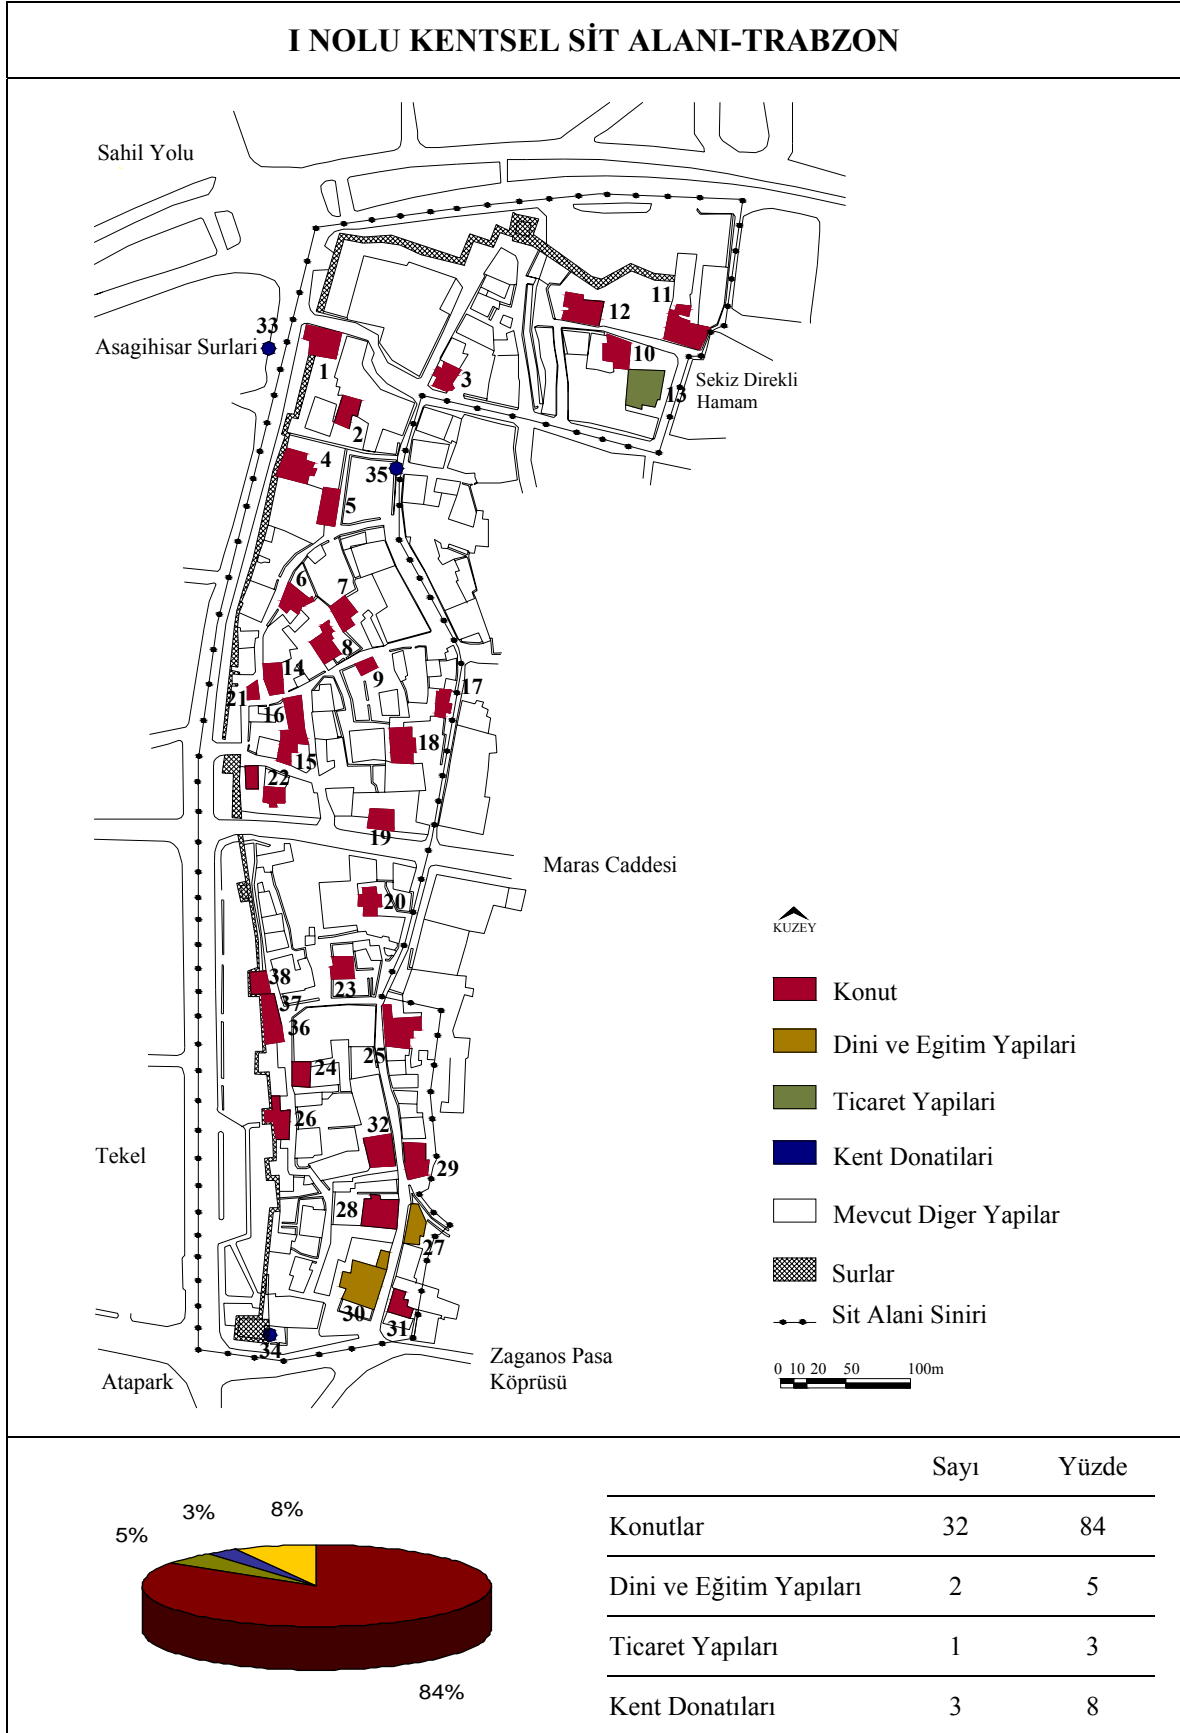 I NOLU KENTSEL SİT ALANI-TRABZON
Sahil Yolu
33
Asagihisar Surlari
1
2
3
12
11
10
13
Sekiz Direkli
Hamam
4
35
5
6
7
8
14
9
21
16
17
15
18
22
19
Maras Caddesi
20
38
37
23
36
25
24
26
32
Tekel
29
28
27
30
31
34
Zaganos Pasa
Köprüsü
Atapark
KUZEY
Konut
Dini ve Egitim Yapilari
Ticaret Yapilari
Kent Donatilari
Mevcut Diger Yapilar
Surlar
Sit Alani Siniri
0 10 20 50 100m
5%
3%
8%
84%
Sayı Yüzde
Konutlar 32 84
Dini ve Eğitim Yapıları 2 5
Ticaret Yapıları 1 3
Kent Donatıları 3 8